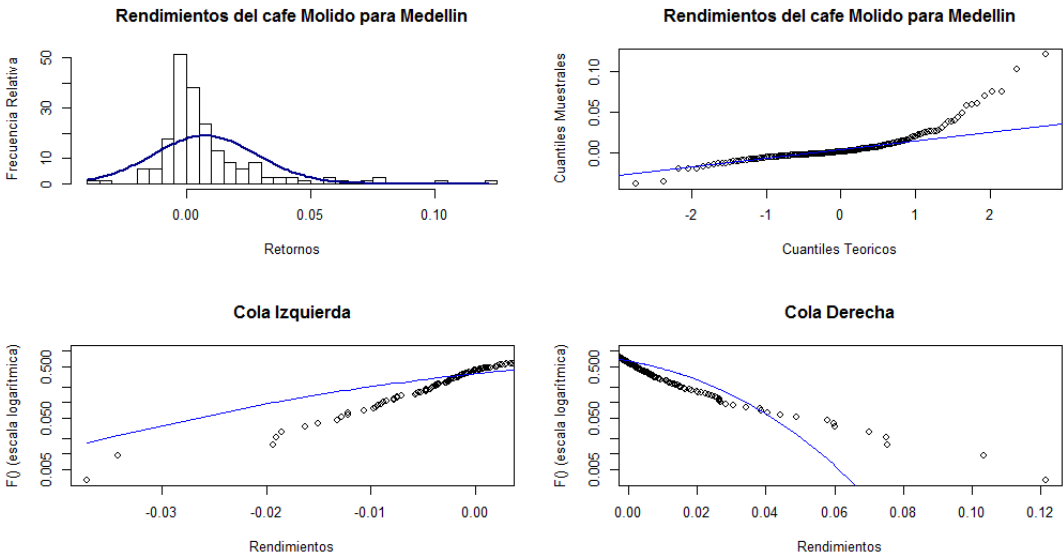 Rendimientos del cafe Molido para Medellin
Frecuencia Relativa
0 10 30 50
0.00 0.05 0.10
Retornos
Rendimientos del cafe Molido para Medellin
Cuantiles Muestrales
0.00 0.05 0.10
-2 -1 0 1 2
Cuantiles Teoricos
Cola Izquierda
F() (escala logarítmica)
0.005 0.050 0.500
-0.03 -0.02 -0.01 0.00
Rendimientos
Cola Derecha
F() (escala logarítmica)
0.005 0.050 0.500
0.00 0.02 0.04 0.06 0.08 0.10 0.12
Rendimientos